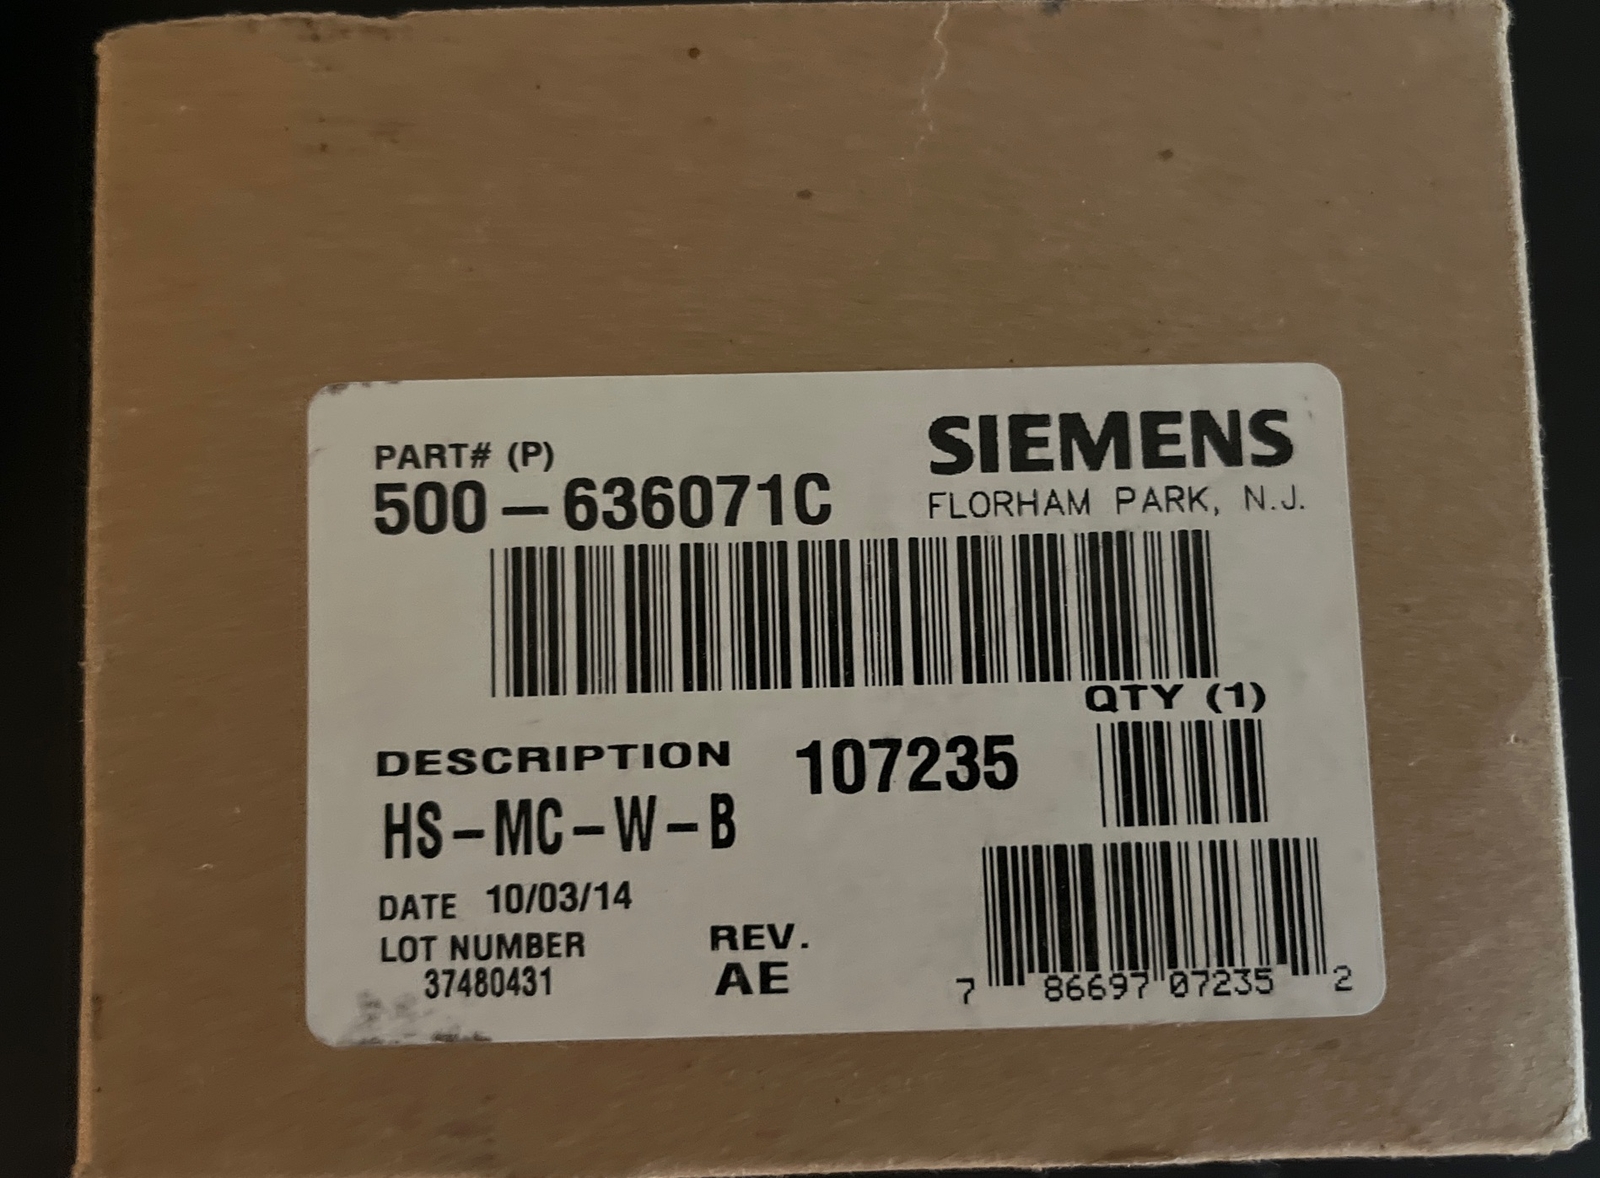 SIEMENS
FLORHAM PARK, N.J.
PART# (P)
500-636071C
QTY (1)
DESCRIPTION 107235
HS-MC-W-B
DATE 10/03/14
LOT NUMBER
37480431
REV.
AE
7 86697 07235 2